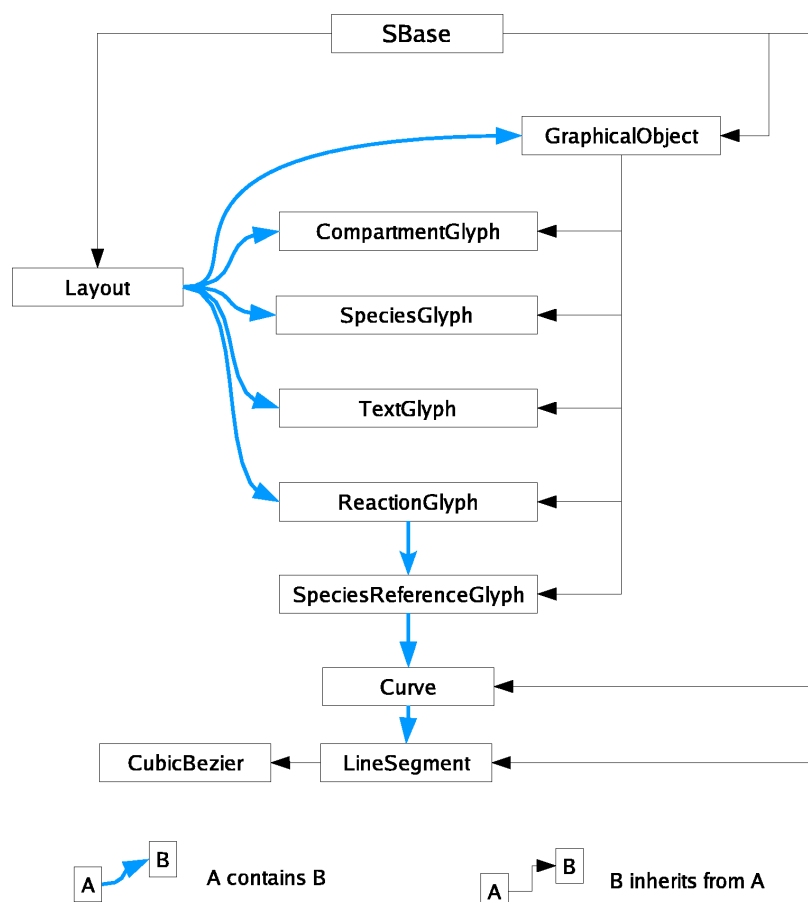 SBase
GraphicalObject
CompartmentGlyph
Layout
SpeciesGlyph
TextGlyph
ReactionGlyph
SpeciesReferenceGlyph
Curve
CubicBezier
LineSegment
B
A
A contains B
B
A
B inherits from A